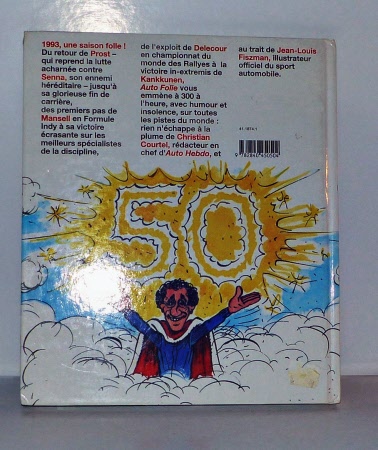 1993, une saison folle !
Du retour de Prost –
qui reprend la lutte
acharnée contre
Senna, son ennemi
héréditaire – jusqu'à
sa glorieuse fin de
carrière,
des premiers pas de
Mansell en Formule
Indy à sa victoire
écrasante sur les
meilleurs spécialistes
de la discipline,
de l'exploit de Delecour
en championnat du
monde des Rallyes à la
victoire in-extremis de
Kankkunen,
Auto Folie vous
emmène à 300 à
l'heure, avec humour et
insolence, sur toutes
les pistes du monde :
rien n'échappe à la
plume de Christian
Courtel, rédacteur en
chef d'Auto Hebdo, et
au trait de Jean-Louis
Fiszman, illustrateur
officiel du sport
automobile.
50